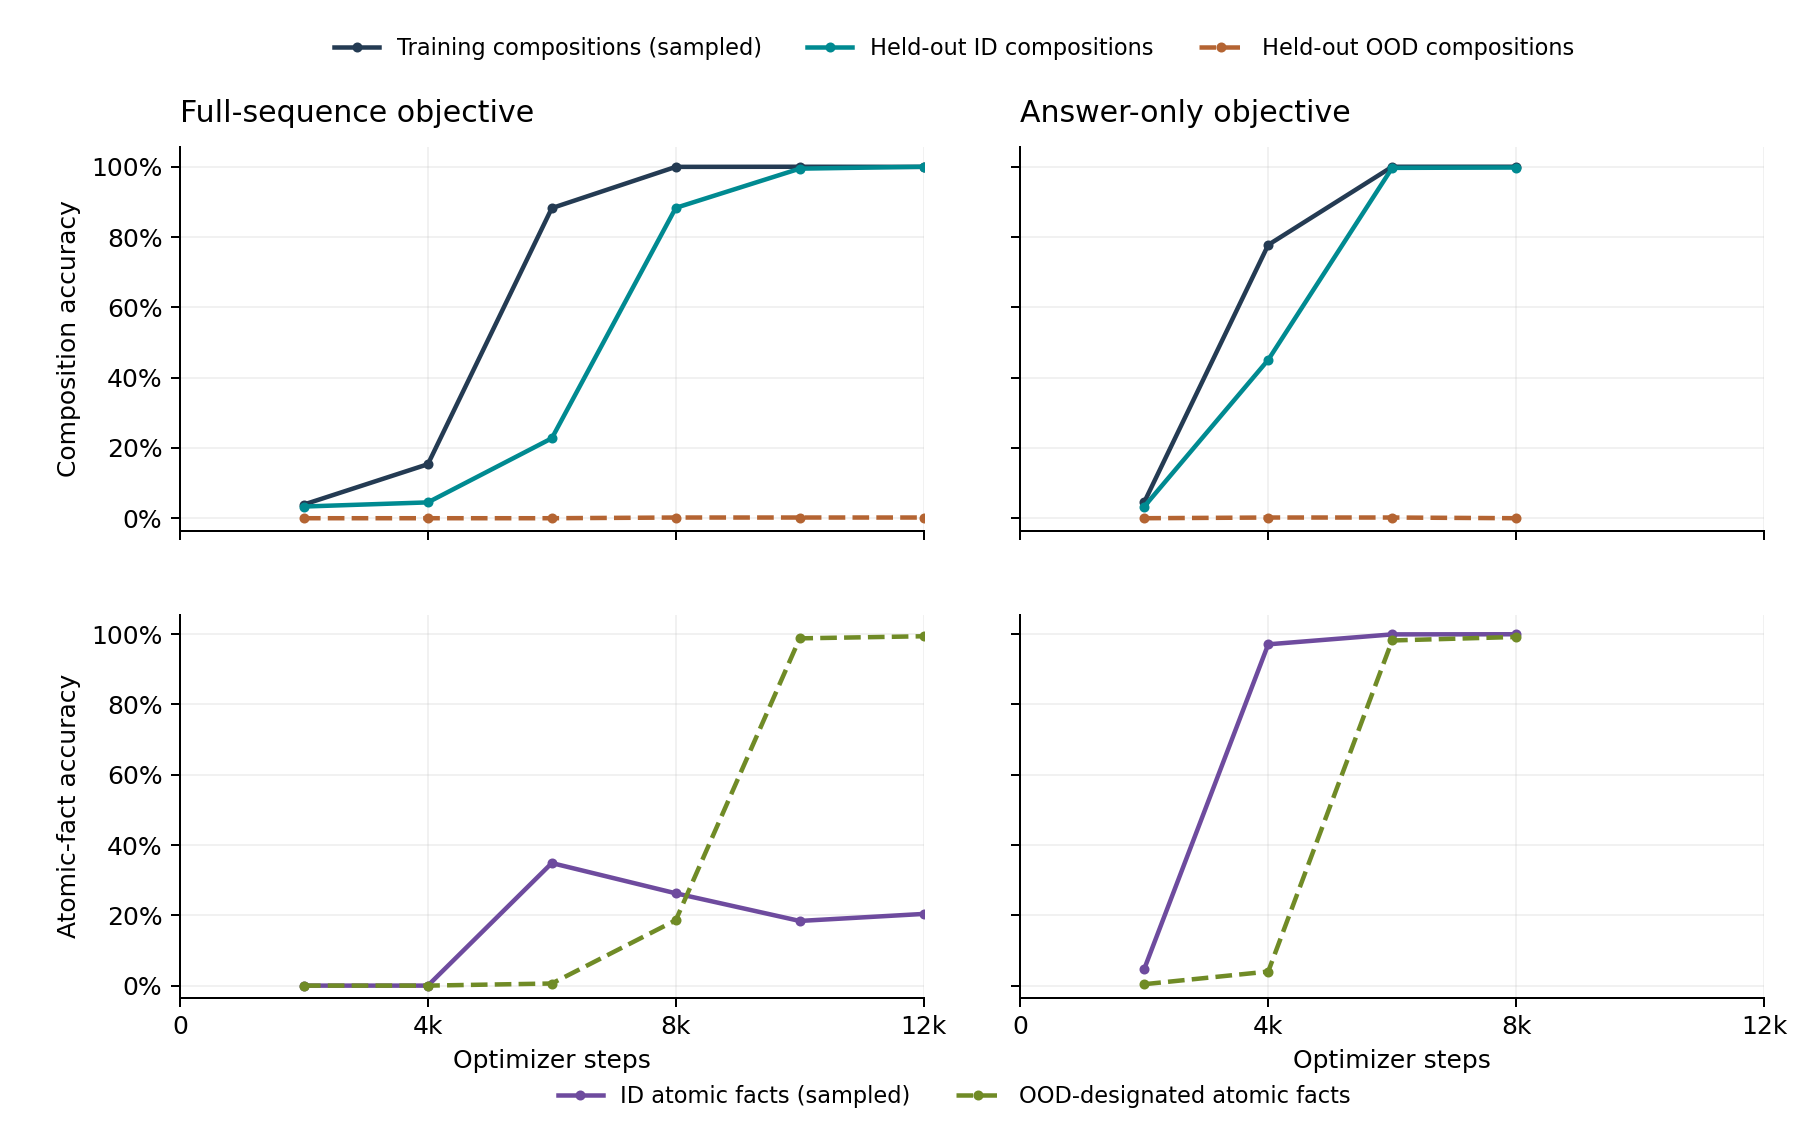 Training compositions (sampled) Held-out ID compositions Held-out OOD compositions
Full-sequence objective Answer-only objective
100%
80%
60%
40%
20%
0%
Composition accuracy
100%
80%
60%
40%
20%
0%
Atomic-fact accuracy
0 4k 8k 12k 0 4k 8k 12k
Optimizer steps Optimizer steps
ID atomic facts (sampled) OOD-designated atomic facts